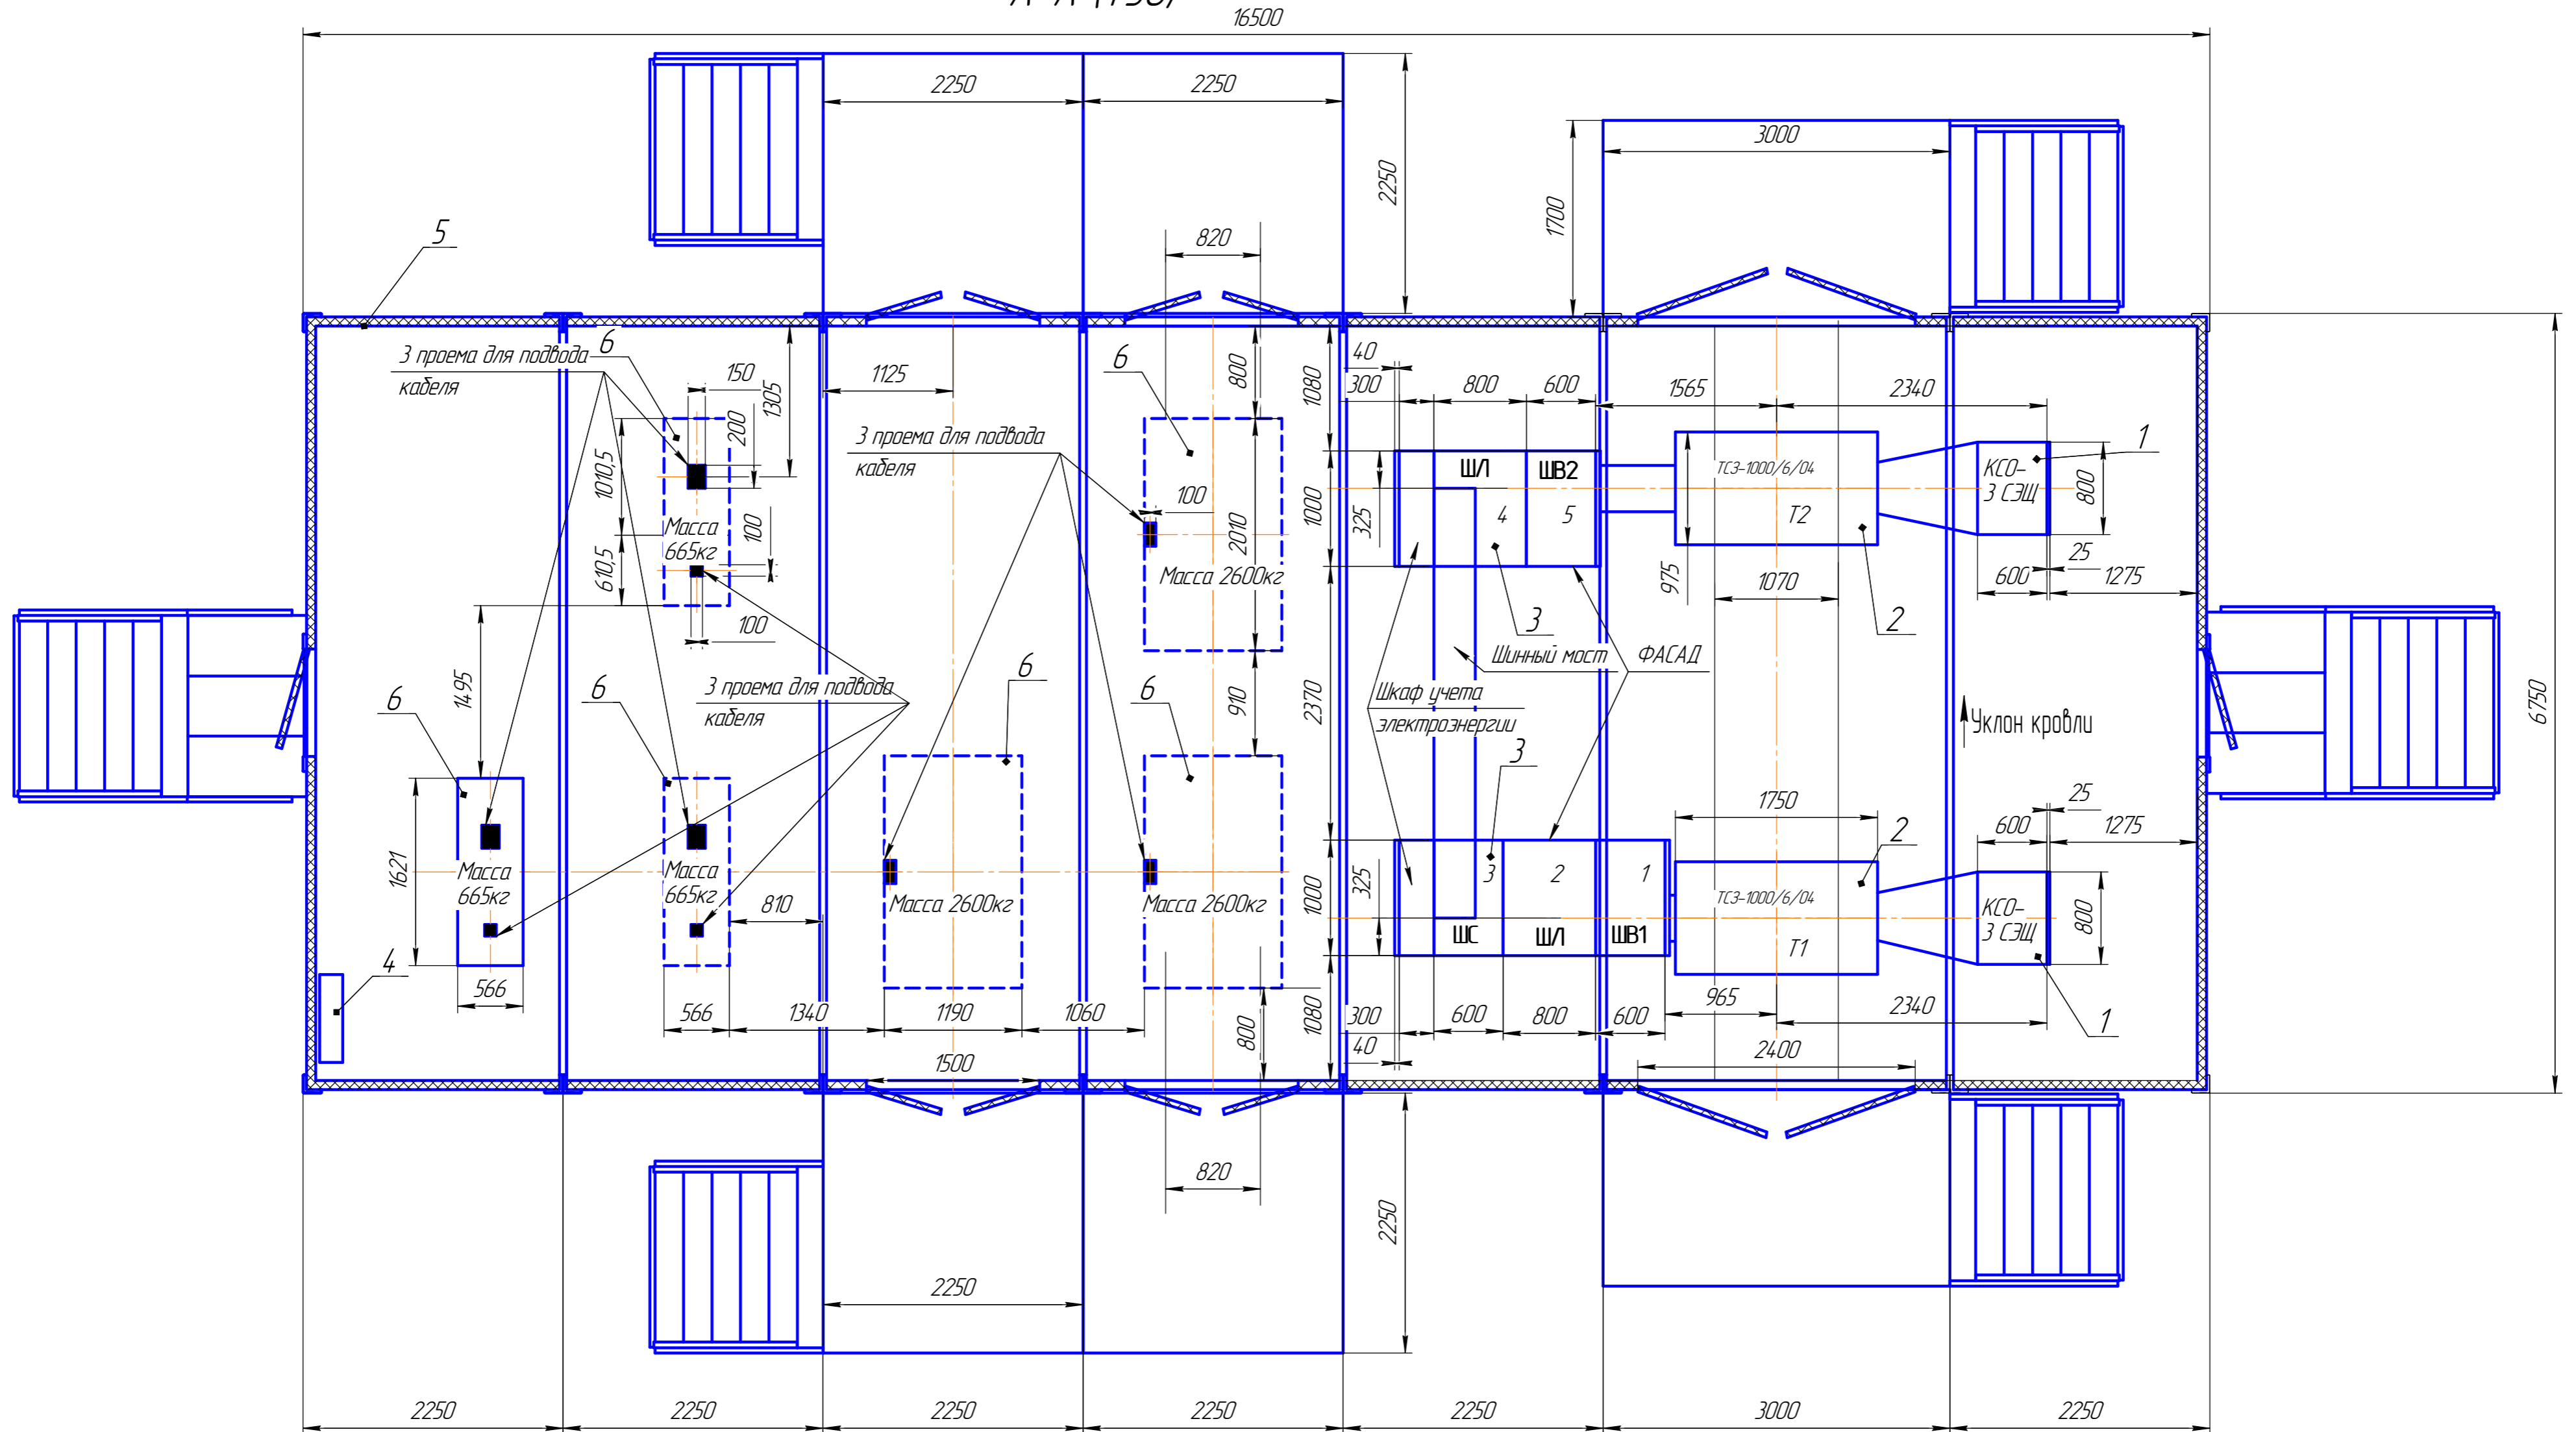 16500
2250
2250
3000
2250
1700
820
5
3 проема для подвода
кабеля
6
150
1305
200
1125
800
6
1080
40
300
800
600
1565
2340
1
1010,5
610,5
3 проема для подвода
кабеля
100
2010
1000
325
ШЛ
ШВ2
4
5
ТСЗ-1000/6/04
Т2
975
КСО-
3 СЭЩ
800
Масса
665кг
100
100
Масса 2600кг
1070
600
25
1275
2
3
Шинный мост
ФАСАД
1495
6
6
3 проема для подвода
кабеля
6
6
910
2370
Шкаф учета
электроэнергии
3
Уклон кровли
6750
1750
2
25
600
1275
1621
Масса
665кг
Масса
665кг
810
Масса 2600кг
Масса 2600кг
1000
325
3
2
1
ШС
ШЛ
ШВ1
ТСЗ-1000/6/04
Т1
КСО-
3 СЭЩ
800
4
566
566
1340
1190
1060
800
1080
300
600
800
600
965
2340
1
40
1500
2400
820
2250
2250
2250
2250
2250
2250
2250
3000
2250